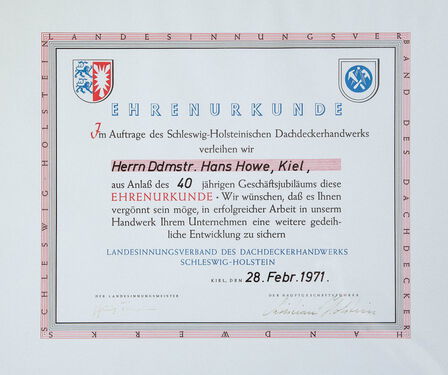 LANDESINNUNGSVERBAND DES DACHDECKERHANDWERKS
SCHLESWIG-HOLSTEIN
EHRENURKUNDE
Im Auftrage des Schleswig-Holsteinischen Dachdeckerhandwerks
verleihen wir
Herrn Ddmstr. Hans Howe, Kiel,
aus Anlaß des 40 jährigen Geschäftsjubiläums diese
EHRENURKUNDE · Wir wünschen, daß es Ihnen
vergönnt sein möge, in erfolgreicher Arbeit in unserm
Handwerk Ihrem Unternehmen eine weitere gedeih-
liche Entwicklung zu sichern
LANDESINNUNGSVERBAND DES DACHDECKERHANDWERKS
SCHLESWIG-HOLSTEIN
KIEL, DEN 28. Febr. 1971.
DER LANDESINNUNGSMEISTER
DER HAUPTGESCHÄFTSFÜHRER